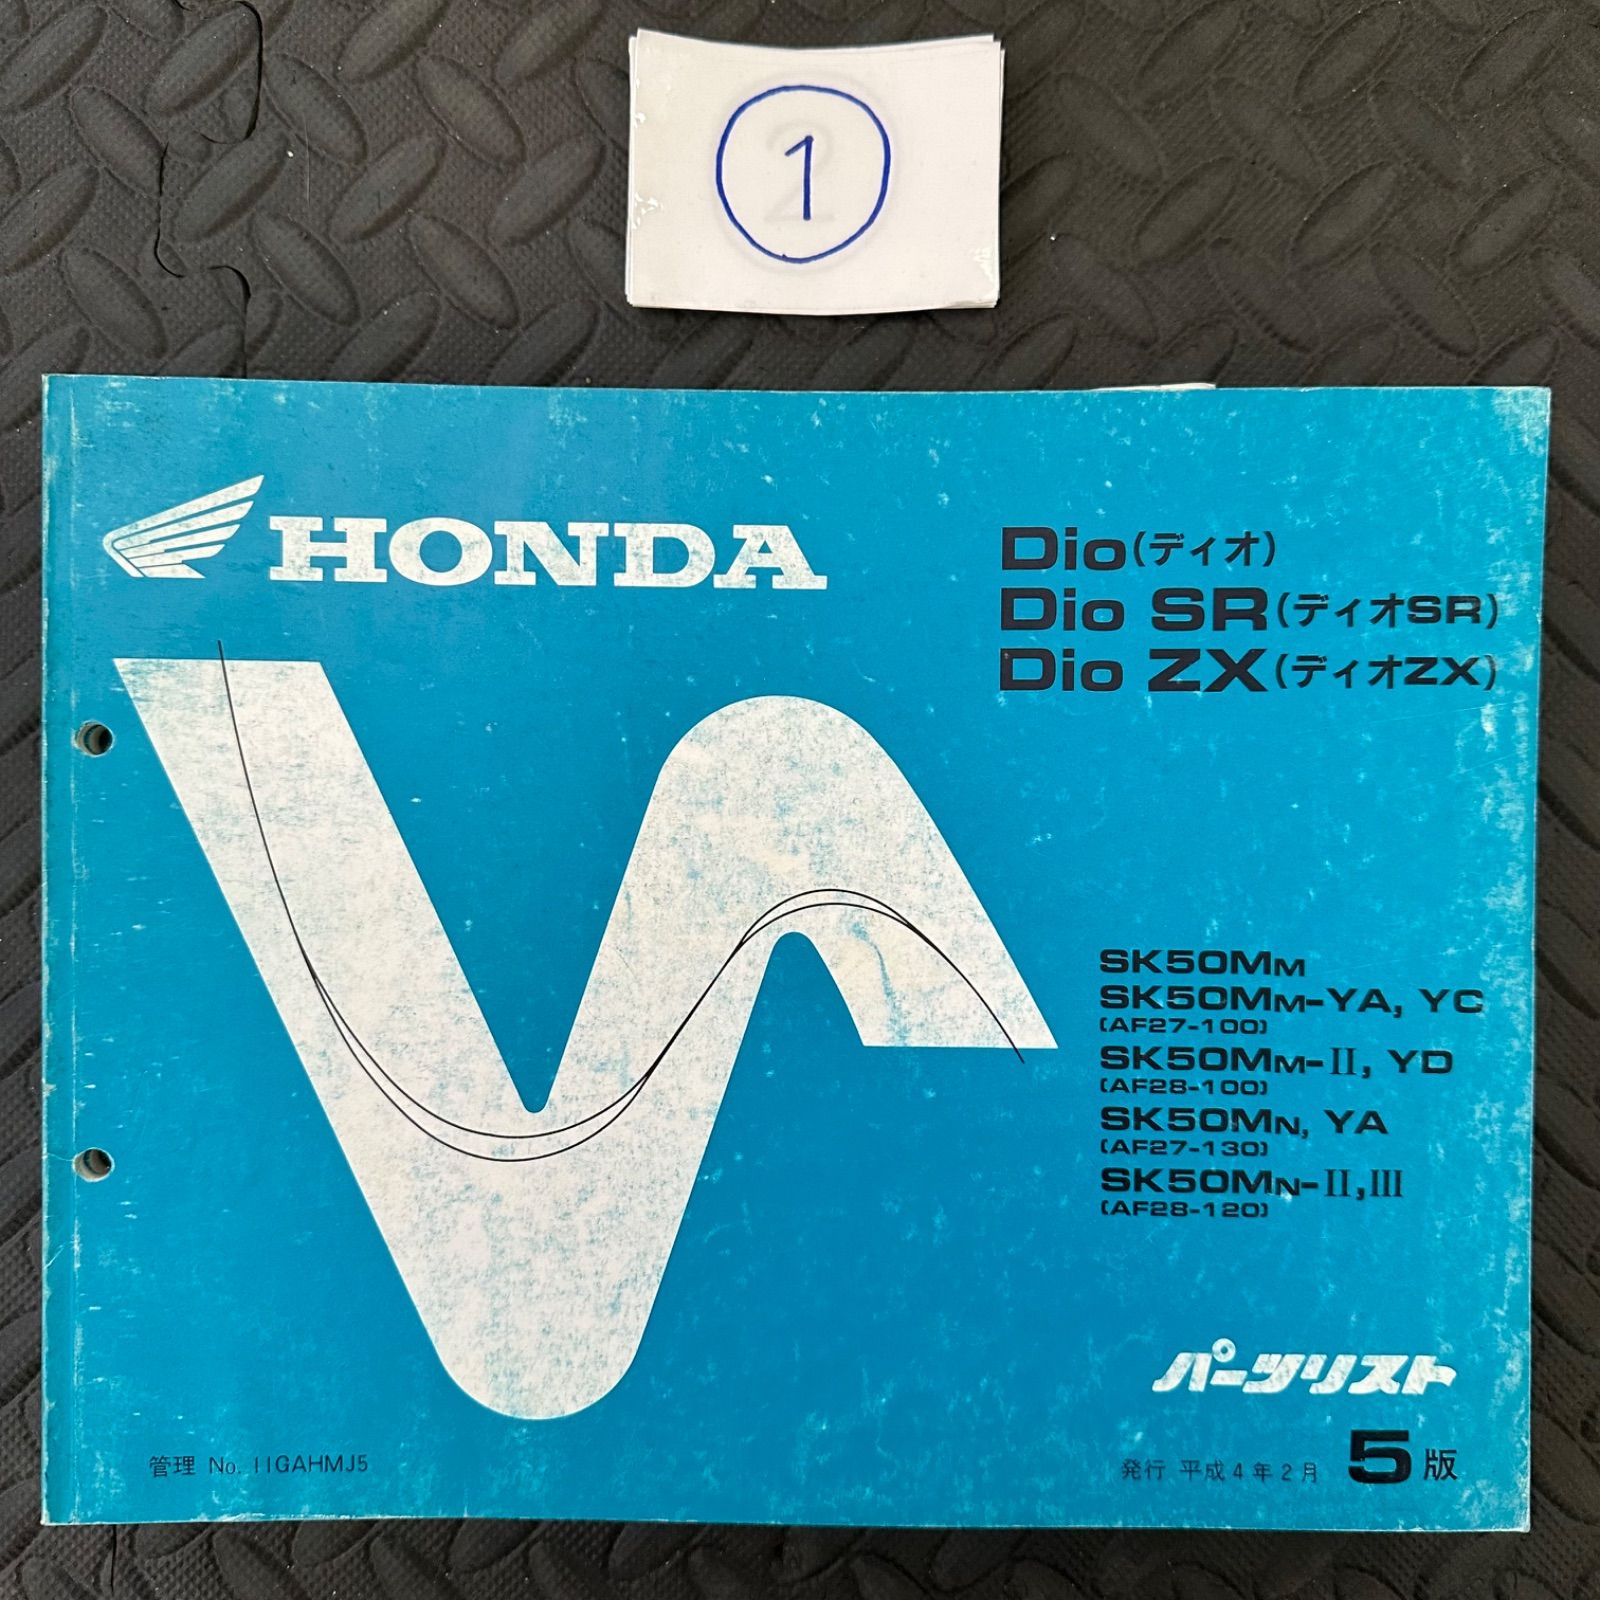 1
HONDA
Dio(ディオ)
Dio SR(ディオSR)
Dio ZX(ディオZX)
SK50MM
SK50MM-YA, YC
(AF27-100)
SK50MM-II, YD
(AF28-100)
SK50MN, YA
(AF27-130)
SK50MN-II,III
(AF28-120)
パーツリスト
管理 No. 11GAHMJ5
発行 平成4年2月 5版